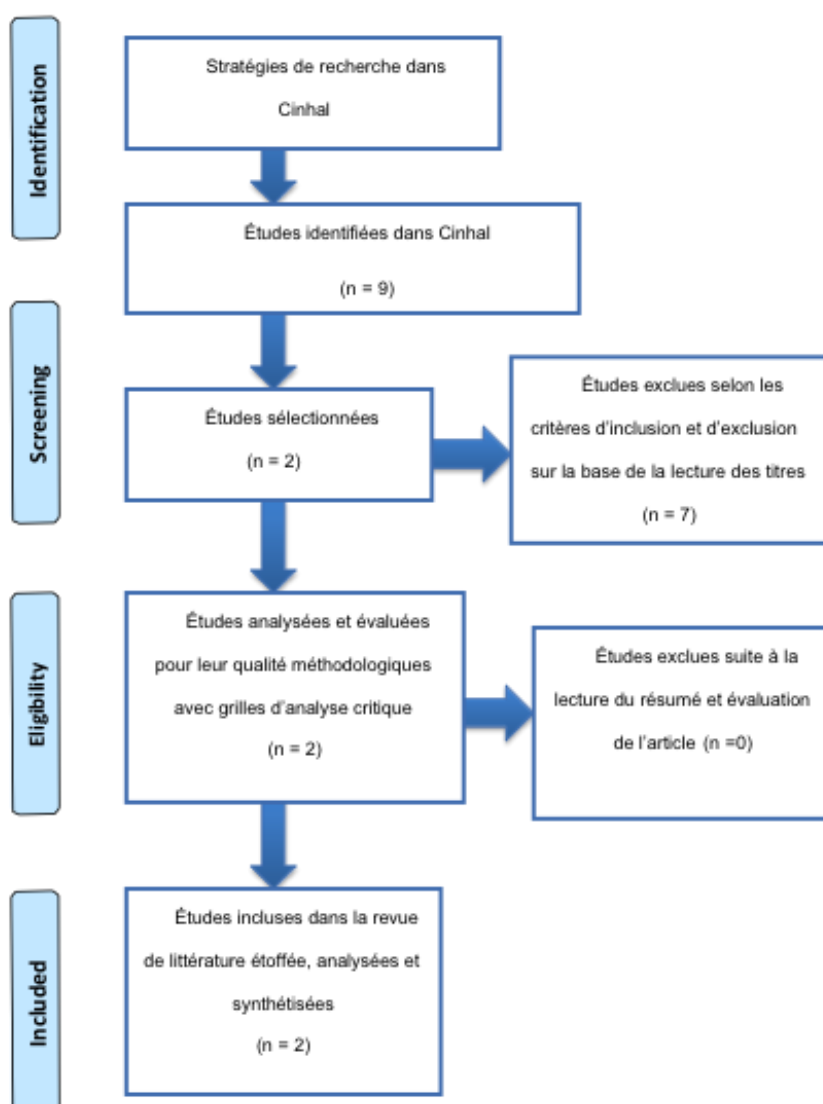 Identification
Stratégies de recherche dans
Cinhal
Études identifiées dans Cinhal
(n = 9)
Screening
Études sélectionnées
(n = 2)
Études exclues selon les
critères d'inclusion et d'exclusion
sur la base de la lecture des titres
(n = 7)
Eligibility
Études analysées et évaluées
pour leur qualité méthodologiques
avec grilles d'analyse critique
(n = 2)
Études exclues suite à la
lecture du résumé et évaluation
de l'article (n =0)
Included
Études incluses dans la revue
de littérature étoffée, analysées et
synthétisées
(n = 2)